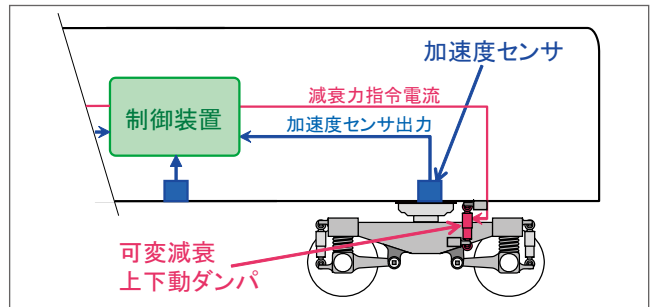 加速度センサ
減衰力指令電流
制御装置
加速度センサ出力
可変減衰
上下動ダンパ